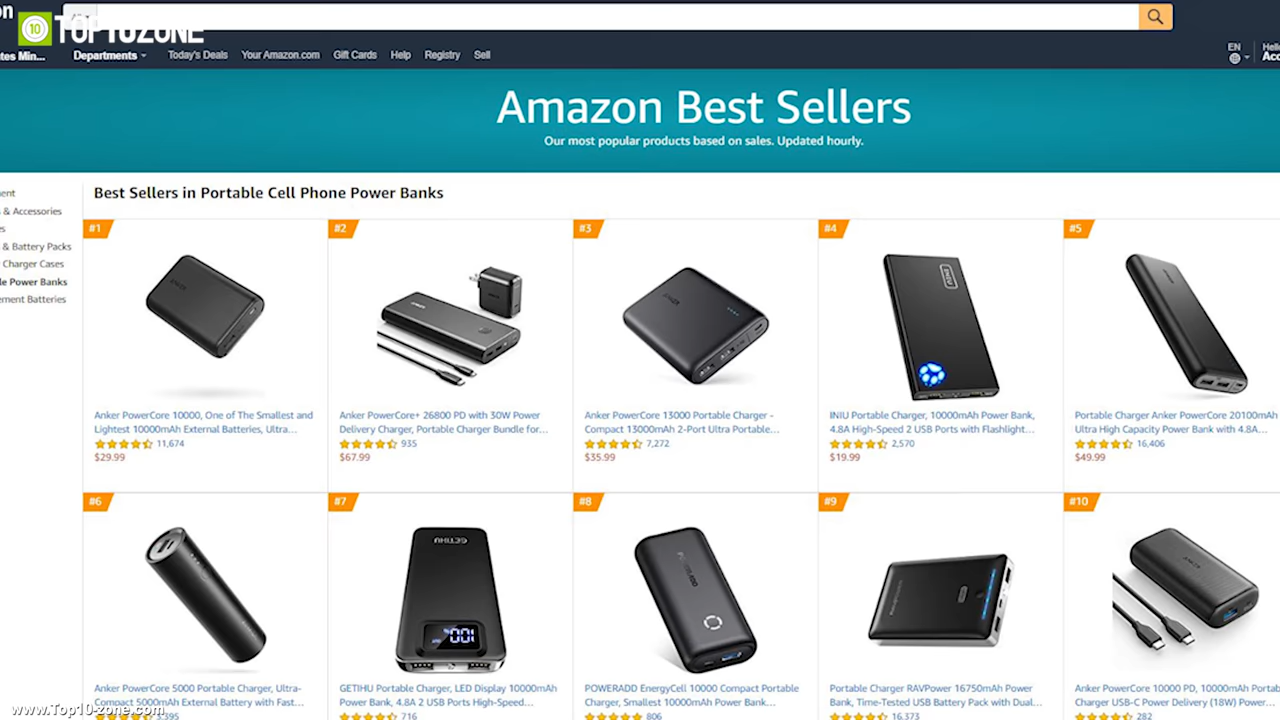 on
10
TOP10ZONE
tes Min...
Departments
Today's Deals
Your Amazon.com
Gift Cards
Help
Registry
Sell
EN
Amazon Best Sellers
Our most popular products based on sales. Updated hourly.
ent
& Accessories
& Battery Packs
Charger Cases
le Power Banks
ement Batteries
Best Sellers in Portable Cell Phone Power Banks
#1
Anker PowerCore 10000, One of The Smallest and
Lightest 10000mAh External Batteries, Ultra...
11,674
$29.99
#2
Anker PowerCore+ 26800 PD with 30W Power
Delivery Charger, Portable Charger Bundle for...
935
$67.99
#3
Anker PowerCore 13000 Portable Charger -
Compact 13000mAh 2-Port Ultra Portable...
7,272
$35.99
#4
INIU
INIU Portable Charger, 10000mAh Power Bank,
4.8A High-Speed 2 USB Ports with Flashlight...
2,570
$19.99
#5
Portable Charger Anker PowerCore 20100mAh
Ultra High Capacity Power Bank with 4.8A...
16,406
$49.99
#6
Anker PowerCore 5000 Portable Charger, Ultra-
Compact 5000mAh External Battery with Fast...
#7
GETIHU
100%
GETIHU Portable Charger, LED Display 10000mAh
Power Bank, 4.8A 2 USB Ports High-Speed...
716
#8
POWERADD
POWERADD EnergyCell 10000 Compact Portable
Charger, Smallest 10000mAh Power Bank...
806
#9
Portable Charger RAVPower 16750mAh Power
Bank, Time-Tested USB Battery Pack with Dual...
16,373
#10
Anker PowerCore 10000 PD, 10000mAh Portab
Charger USB-C Power Delivery (18W) Power...
282
www.Top10-zone.com